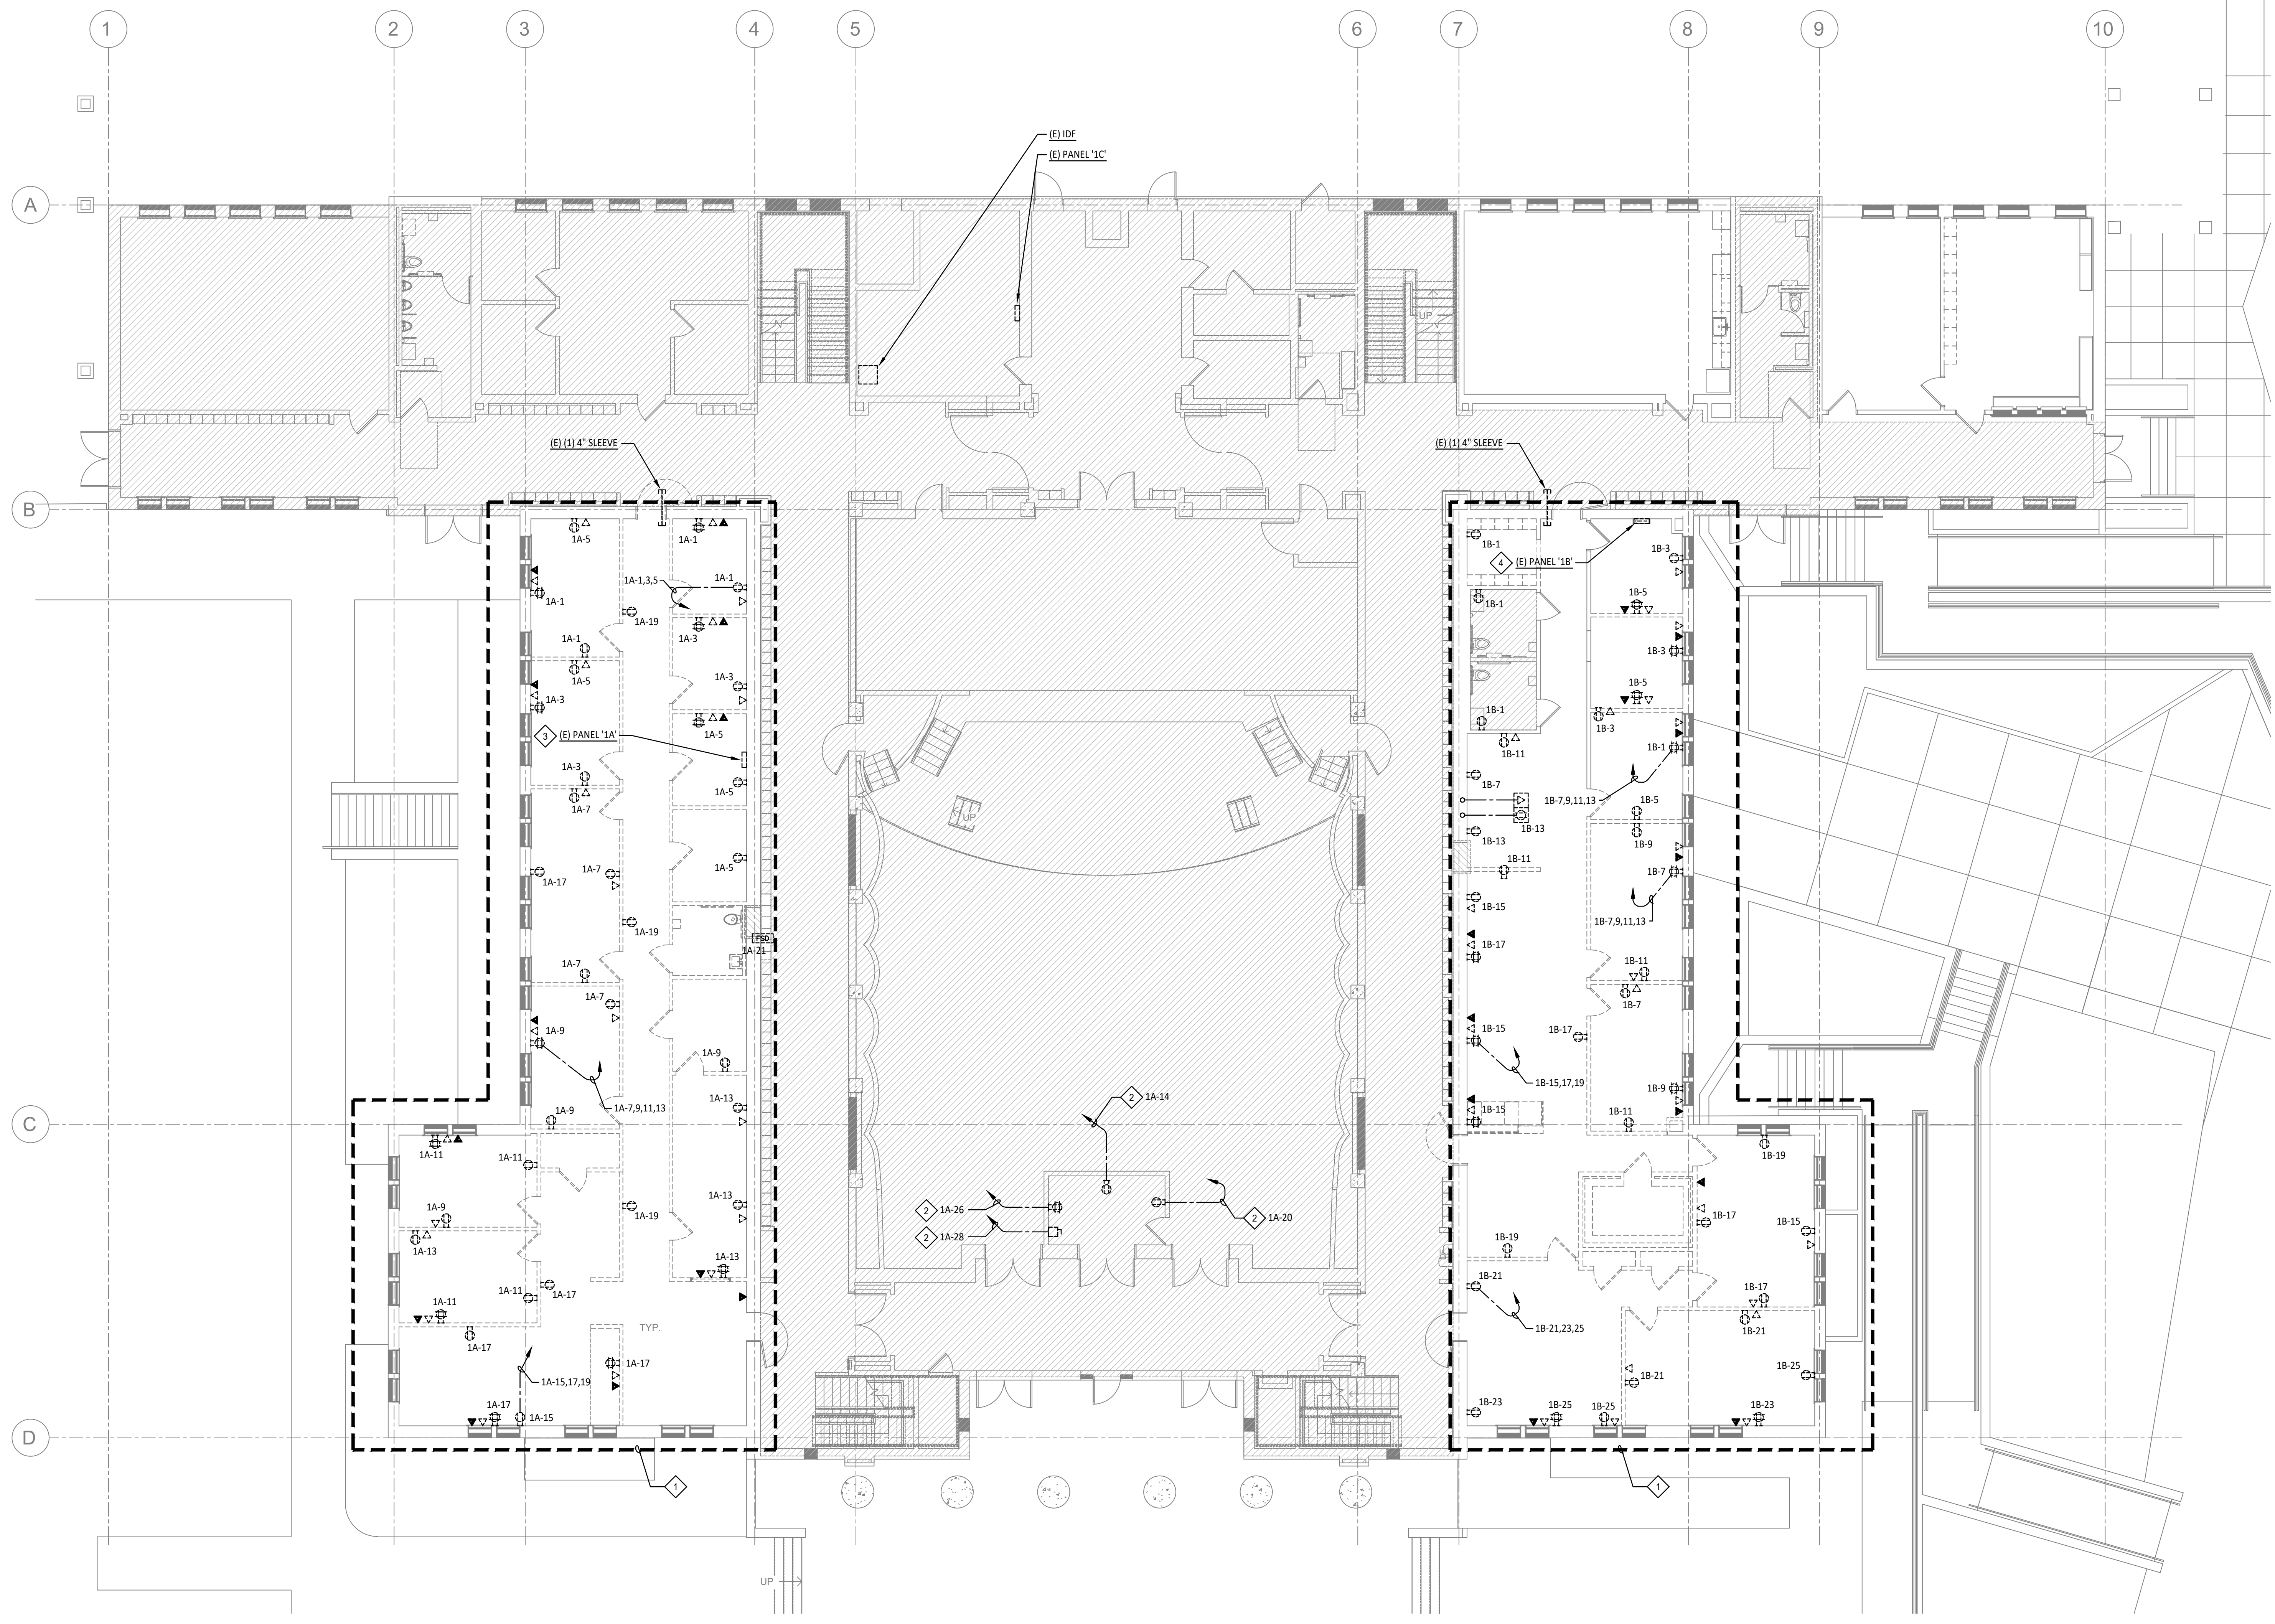 1
2
3
4
5
6
7
8
9
10
(E) IDF
(E) PANEL '1C'
A
UP
(E) (1) 4" SLEEVE
(E) (1) 4" SLEEVE
B
1A-5
1A-1
1A-1,3,5
1A-1
1A-1
1A-19
1A-1
1A-3
1A-5
1A-3
1A-3
3
(E) PANEL '1A'
1A-5
1A-3
1A-5
1A-7
1A-17
1A-7
1A-5
1A-19
FSD
1A-21
1A-7
1A-7
1A-9
1A-9
1A-7,9,11,13
1A-13
1A-9
C
1A-11
1A-11
1A-13
1A-9
1A-19
1A-13
1A-13
1A-11
1A-17
1A-11
TYP.
1A-17
1A-17
1A-15,17,19
1A-17
1A-15
D
1
UP
UP
2
1A-14
2
1A-26
2
1A-28
2
1A-20
1B-1
4
(E) PANEL '1B'
1B-3
1B-5
1B-1
1B-3
1B-5
1B-3
1B-1
1B-11
1B-1
1B-7
1B-7,9,11,13
1B-5
1B-13
1B-13
1B-9
1B-11
1B-7
1B-15
1B-7,9,11,13
1B-17
1B-11
1B-7
1B-15
1B-17
1B-15,17,19
1B-9
1B-15
1B-11
1B-19
1B-17
1B-15
1B-19
1B-21
1B-17
1B-21
1B-21,23,25
1B-21
1B-25
1B-23
1B-25
1B-25
1B-23
1